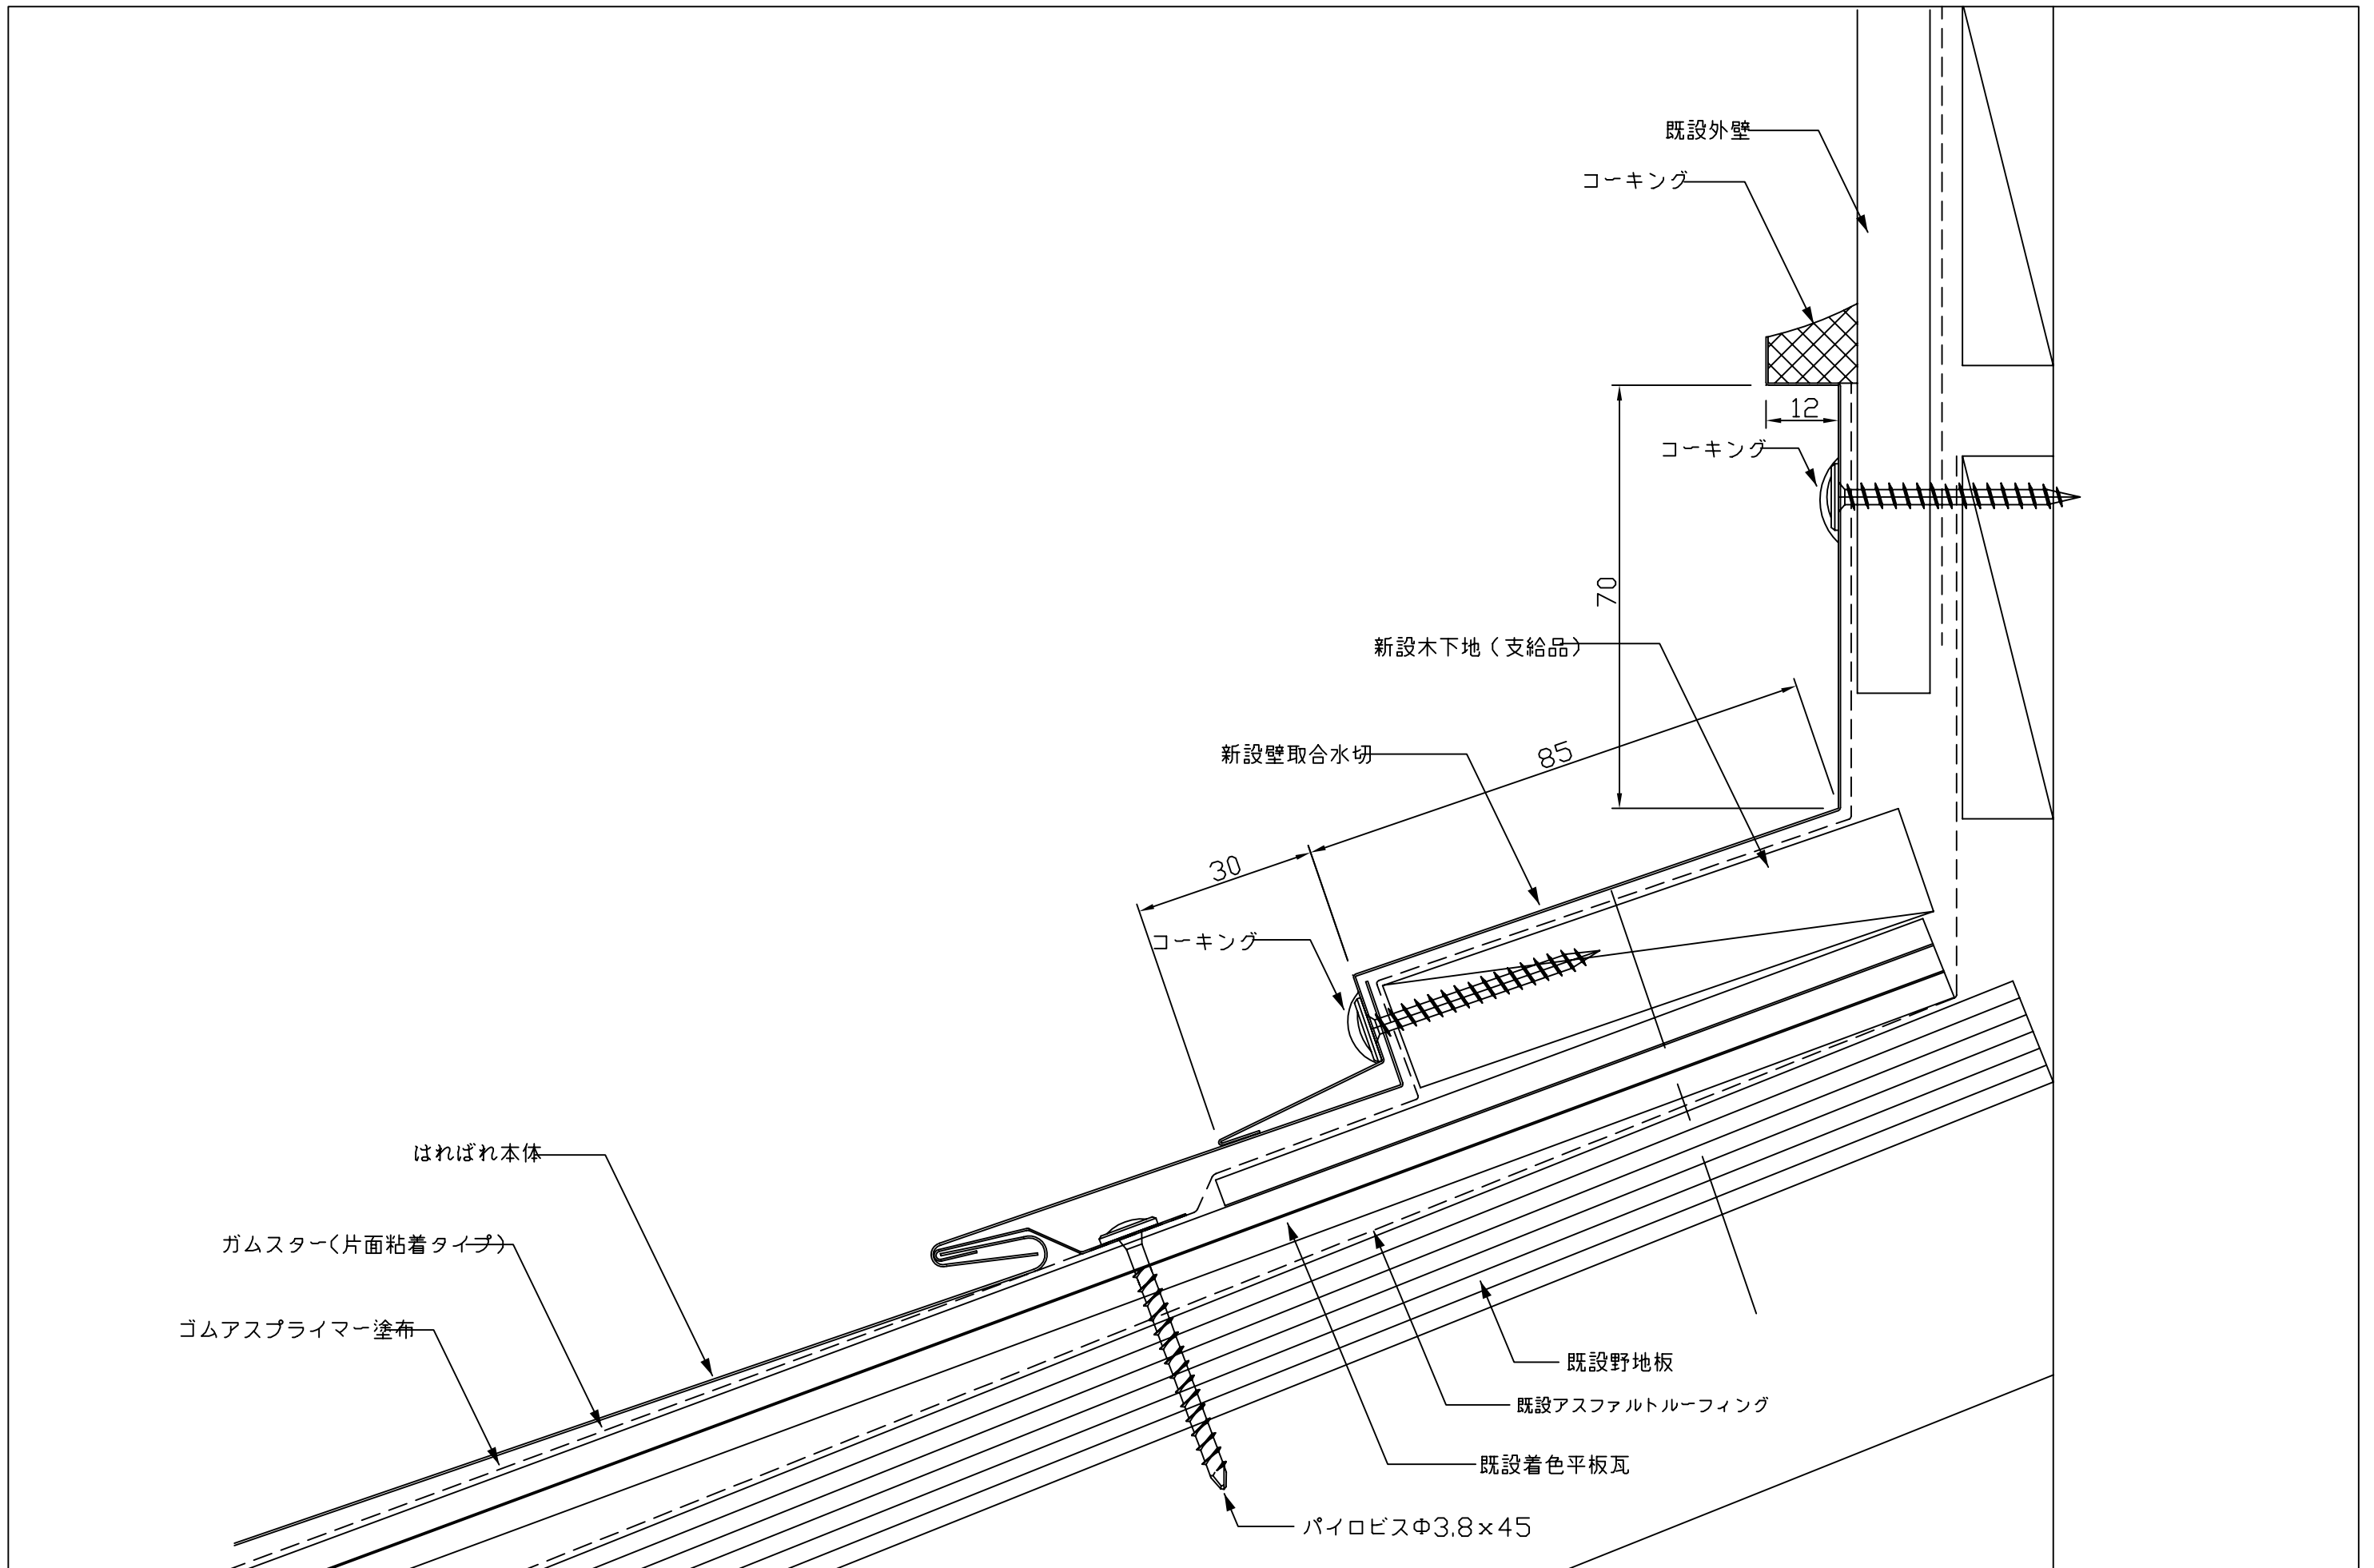 既設外壁
コーキング
12
コーキング
70
新設木下地(支給品)
85
新設壁取合水切
30
コーキング
はればれ本体
ガムスター(片面粘着タイプ)
ゴムアスプライマー塗布
既設野地板
既設アスファルトルーフィング
既設着色平板瓦
パイロビスΦ3.8×45